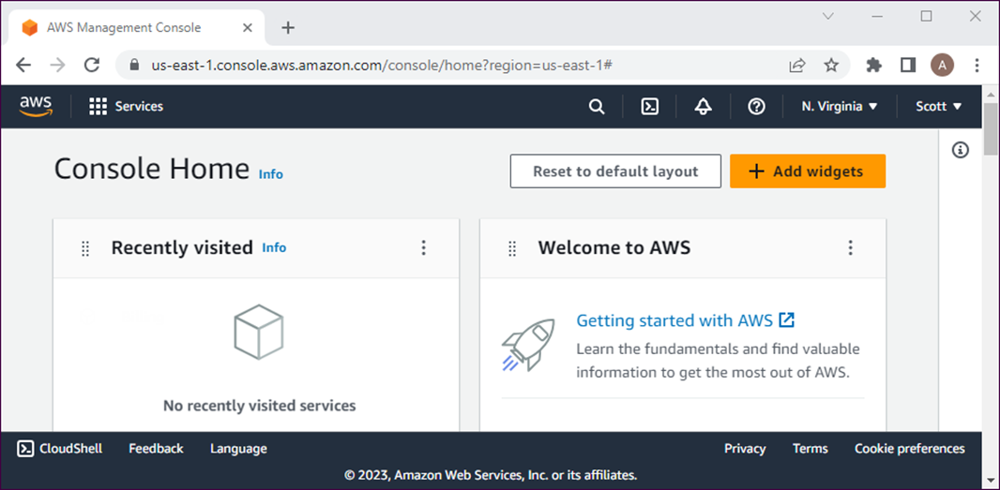 AWS Management Console
us-east-1.console.aws.amazon.com/console/home?region=us-east-1#
A
aws
Services
N. Virginia
Scott
Console Home Info
Reset to default layout
+ Add widgets
Recently visited Info
Welcome to AWS
Getting started with AWS
Learn the fundamentals and find valuable
information to get the most out of AWS.
No recently visited services
CloudShell
Feedback
Language
Privacy
Terms
Cookie preferences
© 2023, Amazon Web Services, Inc. or its affiliates.